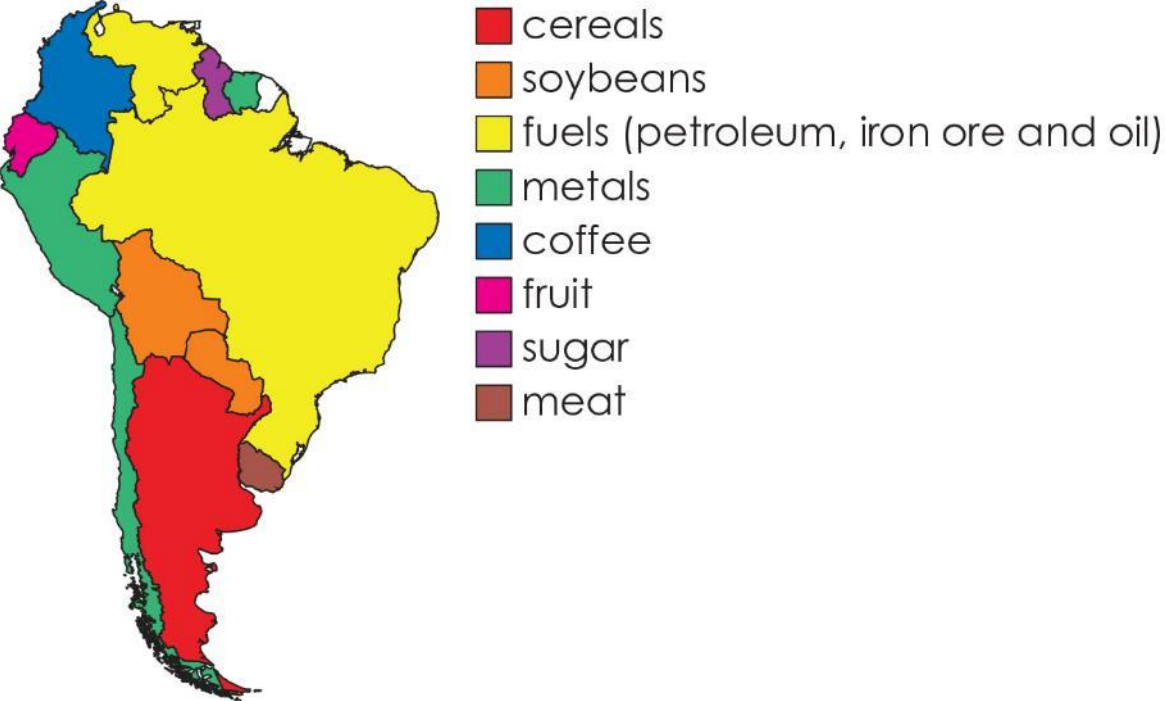 cereals
soybeans
fuels (petroleum, iron ore and oil)
metals
coffee
fruit
sugar
meat